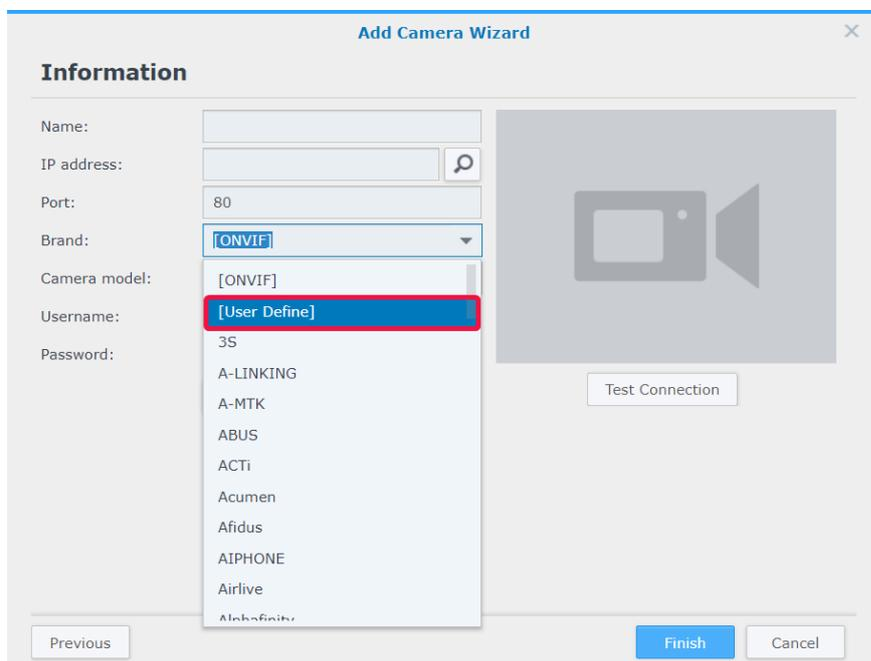 Add Camera Wizard
Information
Name:
IP address:
Port: 80
Brand: [ONVIF]
Camera model:
Username:
Password:
[ONVIF]
[User Define]
3S
A-LINKING
A-MTK
ABUS
ACTi
Acumen
Afidus
AIPHONE
Airlive
Alphafinity
Test Connection
Previous
Finish
Cancel